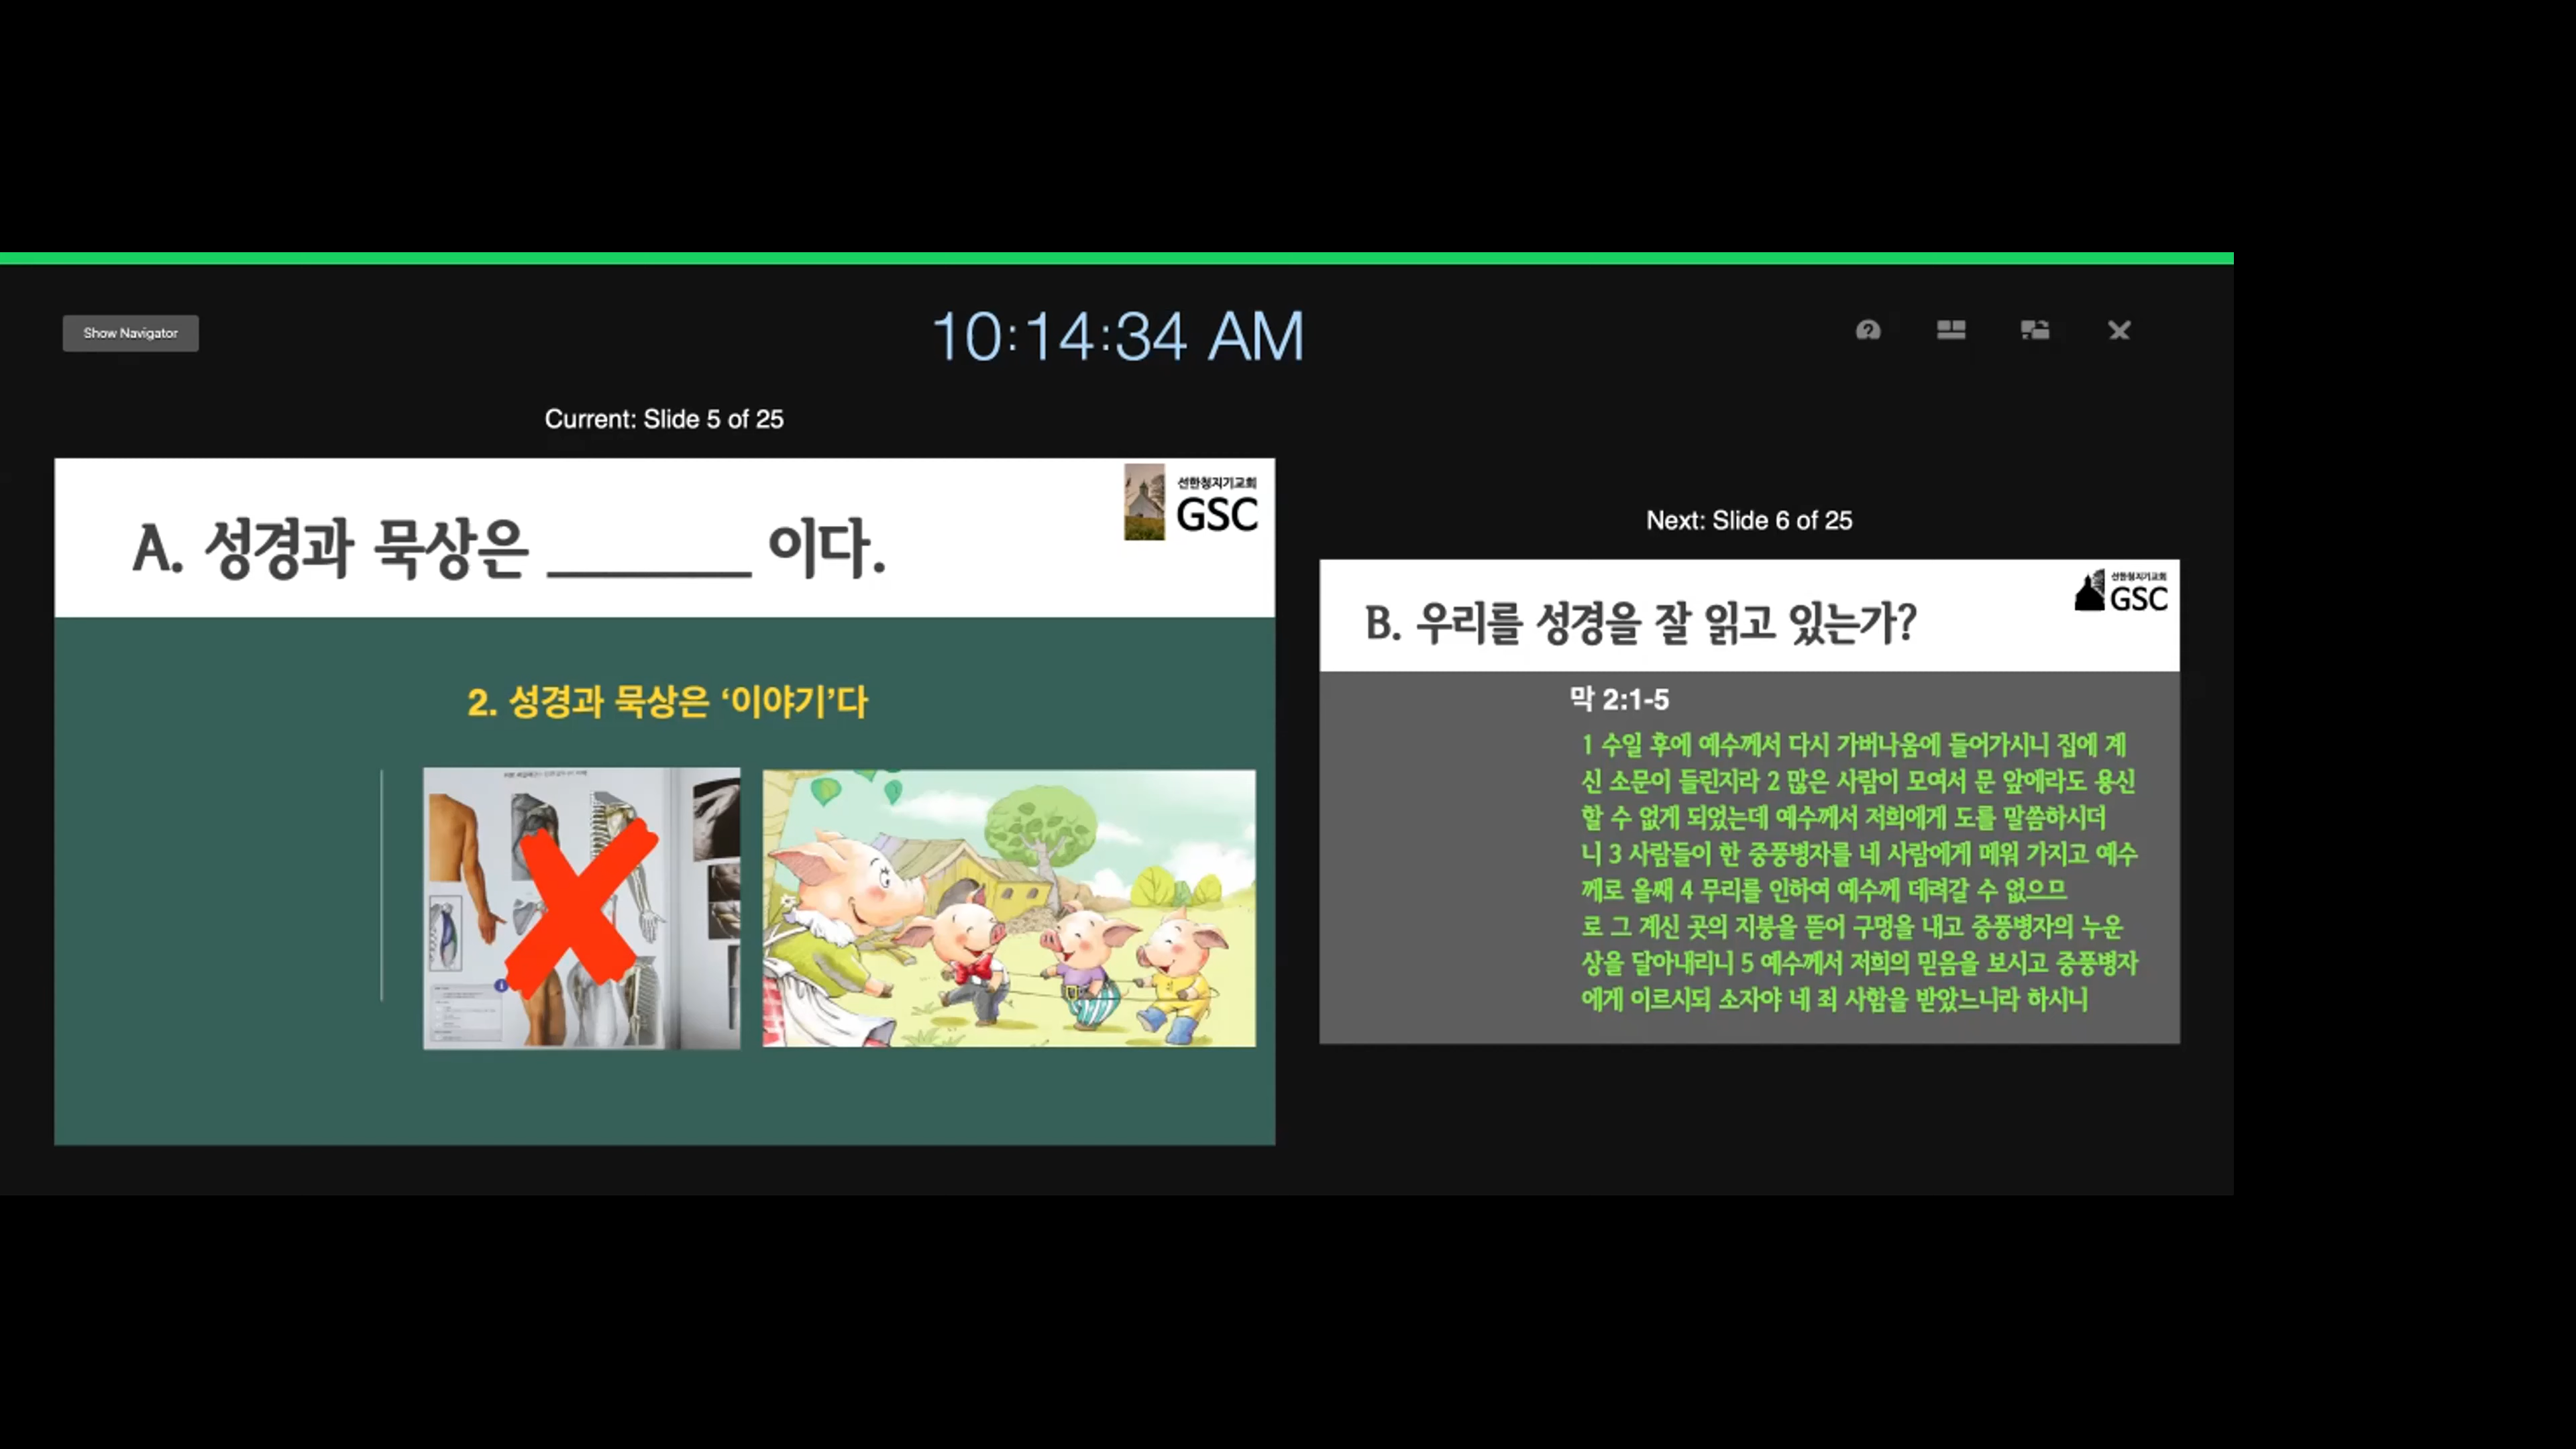 Show Navigator
10:14:34 AM
Current: Slide 5 of 25
선한청지기교회
GSC
A. 성경과 묵상은 ________ 이다.
2. 성경과 묵상은 ‘이야기’다
Next: Slide 6 of 25
선한청지기교회
GSC
B. 우리를 성경을 잘 읽고 있는가?
막 2:1-5
1 수일 후에 예수께서 다시 가버나움에 들어가시니 집에 계
신 소문이 들린지라 2 많은 사람이 모여서 문 앞에라도 용신
할 수 없게 되었는데 예수께서 저희에게 도를 말씀하시더
니 3 사람들이 한 중풍병자를 네 사람에게 메워 가지고 예수
께로 올쌔 4 무리를 인하여 예수께 데려갈 수 없으므
로 그 계신 곳의 지붕을 뜯어 구멍을 내고 중풍병자의 누운
상을 달아내리니 5 예수께서 저희의 믿음을 보시고 중풍병자
에게 이르시되 소자야 네 죄 사함을 받았느니라 하시니